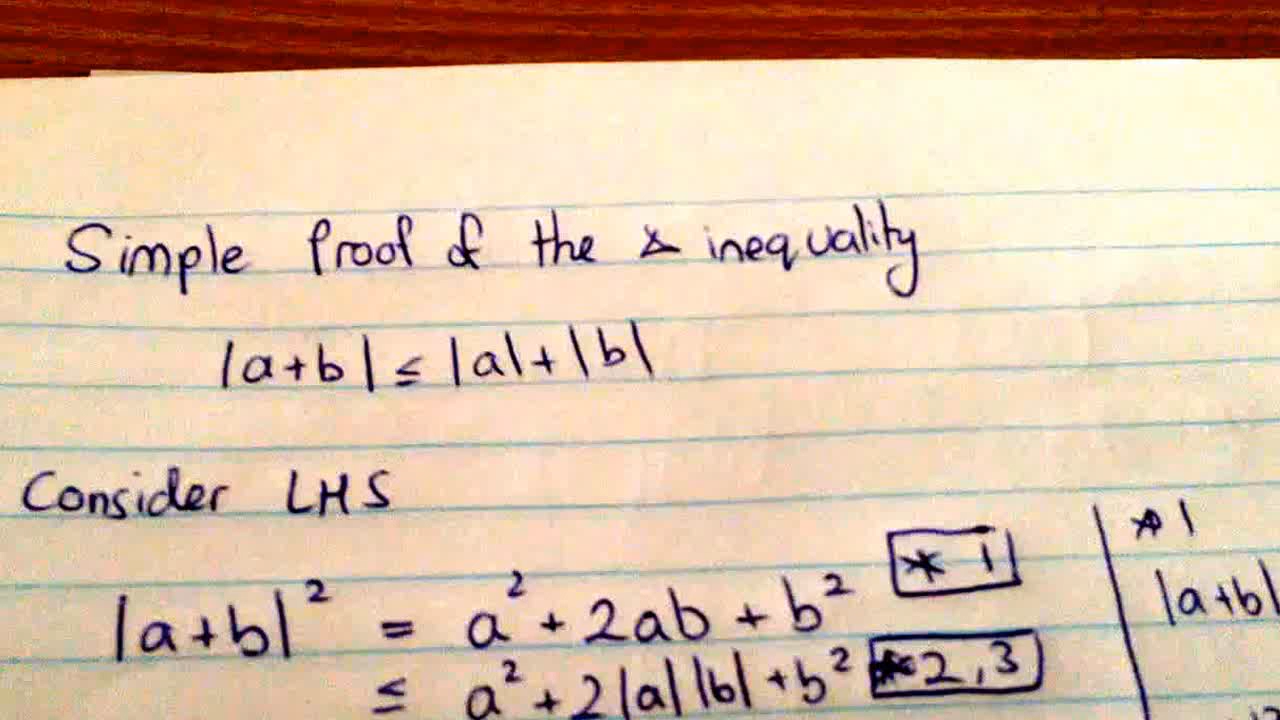 Simple Proof of the △ inequality
|a+b| ≤ |a|+|b|
Consider LHS
|a+b|² = a² + 2ab + b² * 1
≤ a² + 2|a||b| + b² * 2,3
* 1
|a+b|